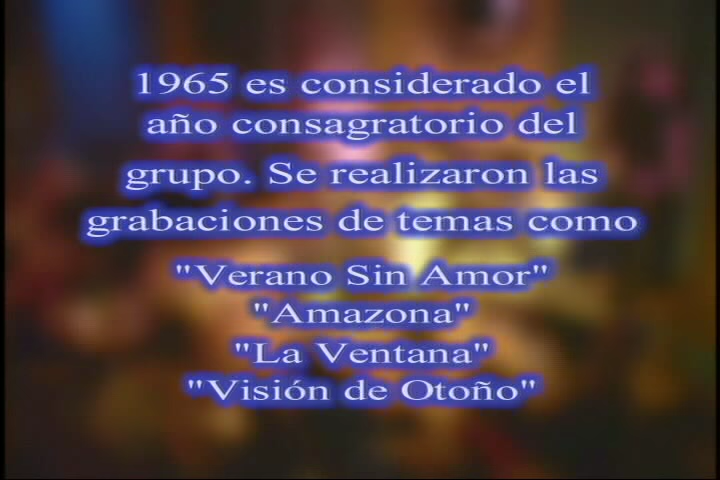 1965 es considerado el
año consagratorio del
grupo. Se realizaron las
grabaciones de temas como
"Verano Sin Amor"
"Amazona"
"La Ventana"
"Visión de Otoño"